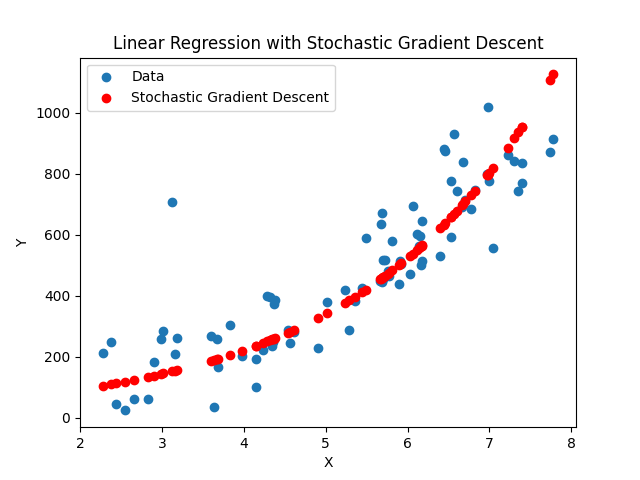 Linear Regression with Stochastic Gradient Descent
Data
Stochastic Gradient Descent
1000
800
600
400
200
0
Y
2 3 4 5 6 7 8
X